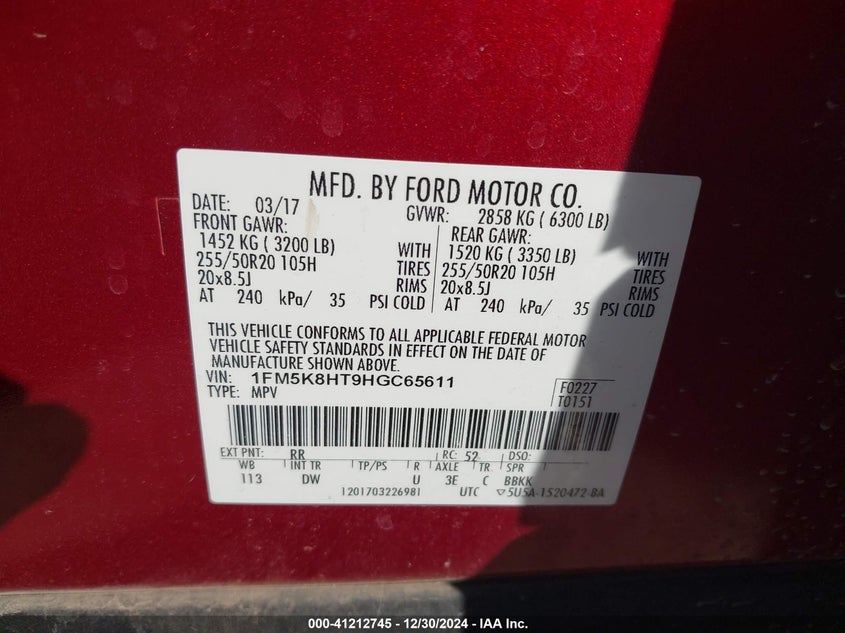 MFD. BY FORD MOTOR CO.
DATE: 03/17 GVWR: 2858 KG ( 6300 LB)
FRONT GAWR: REAR GAWR:
1452 KG ( 3200 LB) WITH 1520 KG ( 3350 LB) WITH
255/50R20 105H TIRES 255/50R20 105H TIRES
20x8.5J RIMS 20x8.5J RIMS
AT 240 kPa/ 35 PSI COLD AT 240 kPa/ 35 PSI COLD
THIS VEHICLE CONFORMS TO ALL APPLICABLE FEDERAL MOTOR
VEHICLE SAFETY STANDARDS IN EFFECT ON THE DATE OF
MANUFACTURE SHOWN ABOVE.
VIN: 1FM5K8HT9HGC65611 F0227
TYPE: MPV T0151
EXT PNT: RR RC: 52 DSO:
WB INT TR TP/PS R AXLE TR SPR
113 DW U 3E C BBKK
1201703226981 UTC ▽5U5A-1520472-BA
000-41212745 - 12/30/2024 - IAA Inc.